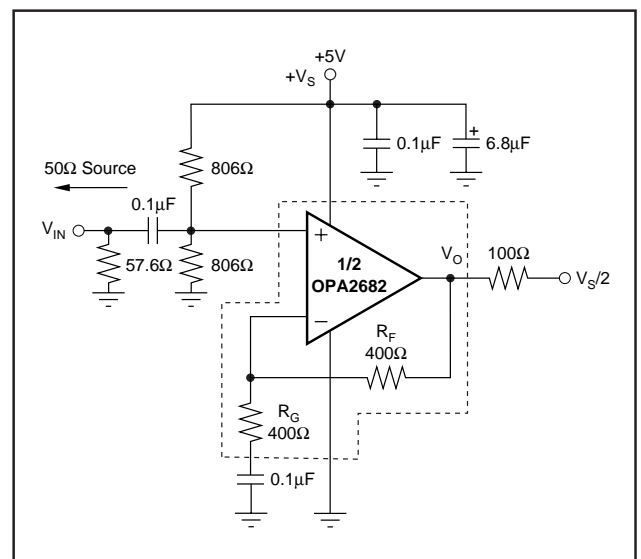 +5V
+V_S
0.1µF
6.8µF
+
50Ω Source
806Ω
0.1µF
V_IN
57.6Ω
806Ω
+
1/2
OPA2682
−
V_O
100Ω
V_S/2
R_F
400Ω
R_G
400Ω
0.1µF